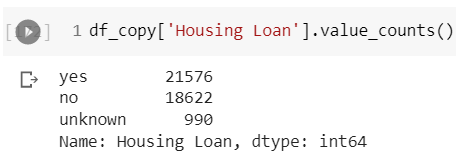 1 df_copy['Housing Loan'].value_counts()
yes 21576
no 18622
unknown 990
Name: Housing Loan, dtype: int64